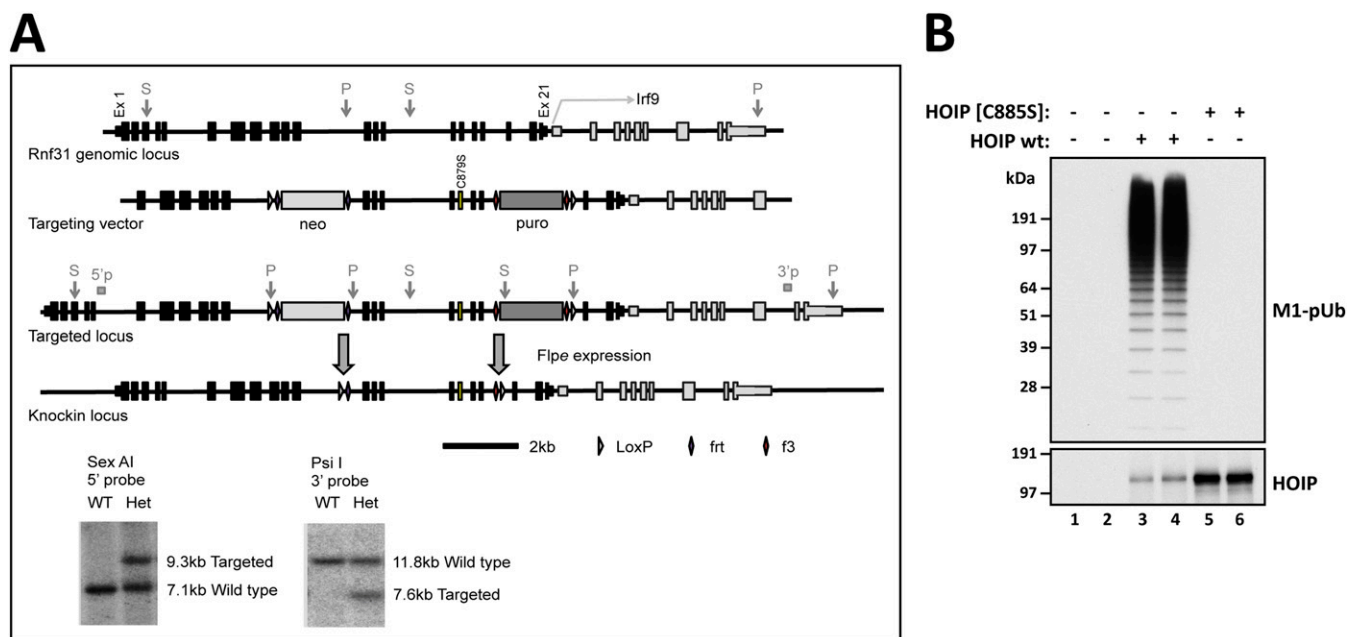 A
B
S P S P
Ex 1
Ex 21
Irf9
Rnf31 genomic locus
C879S
Targeting vector
neo
puro
S 5'p P P S S P 3'p P
Targeted locus
Flpe expression
Knockin locus
2kb LoxP frt f3
Sex AI
5' probe
WT Het
9.3kb Targeted
7.1kb Wild type
Psi I
3' probe
WT Het
11.8kb Wild type
7.6kb Targeted
HOIP [C885S]: - - - - + +
HOIP wt: - - + + - -
kDa
191
97
64
51
39
28
M1-pUb
191
97
HOIP
1 2 3 4 5 6